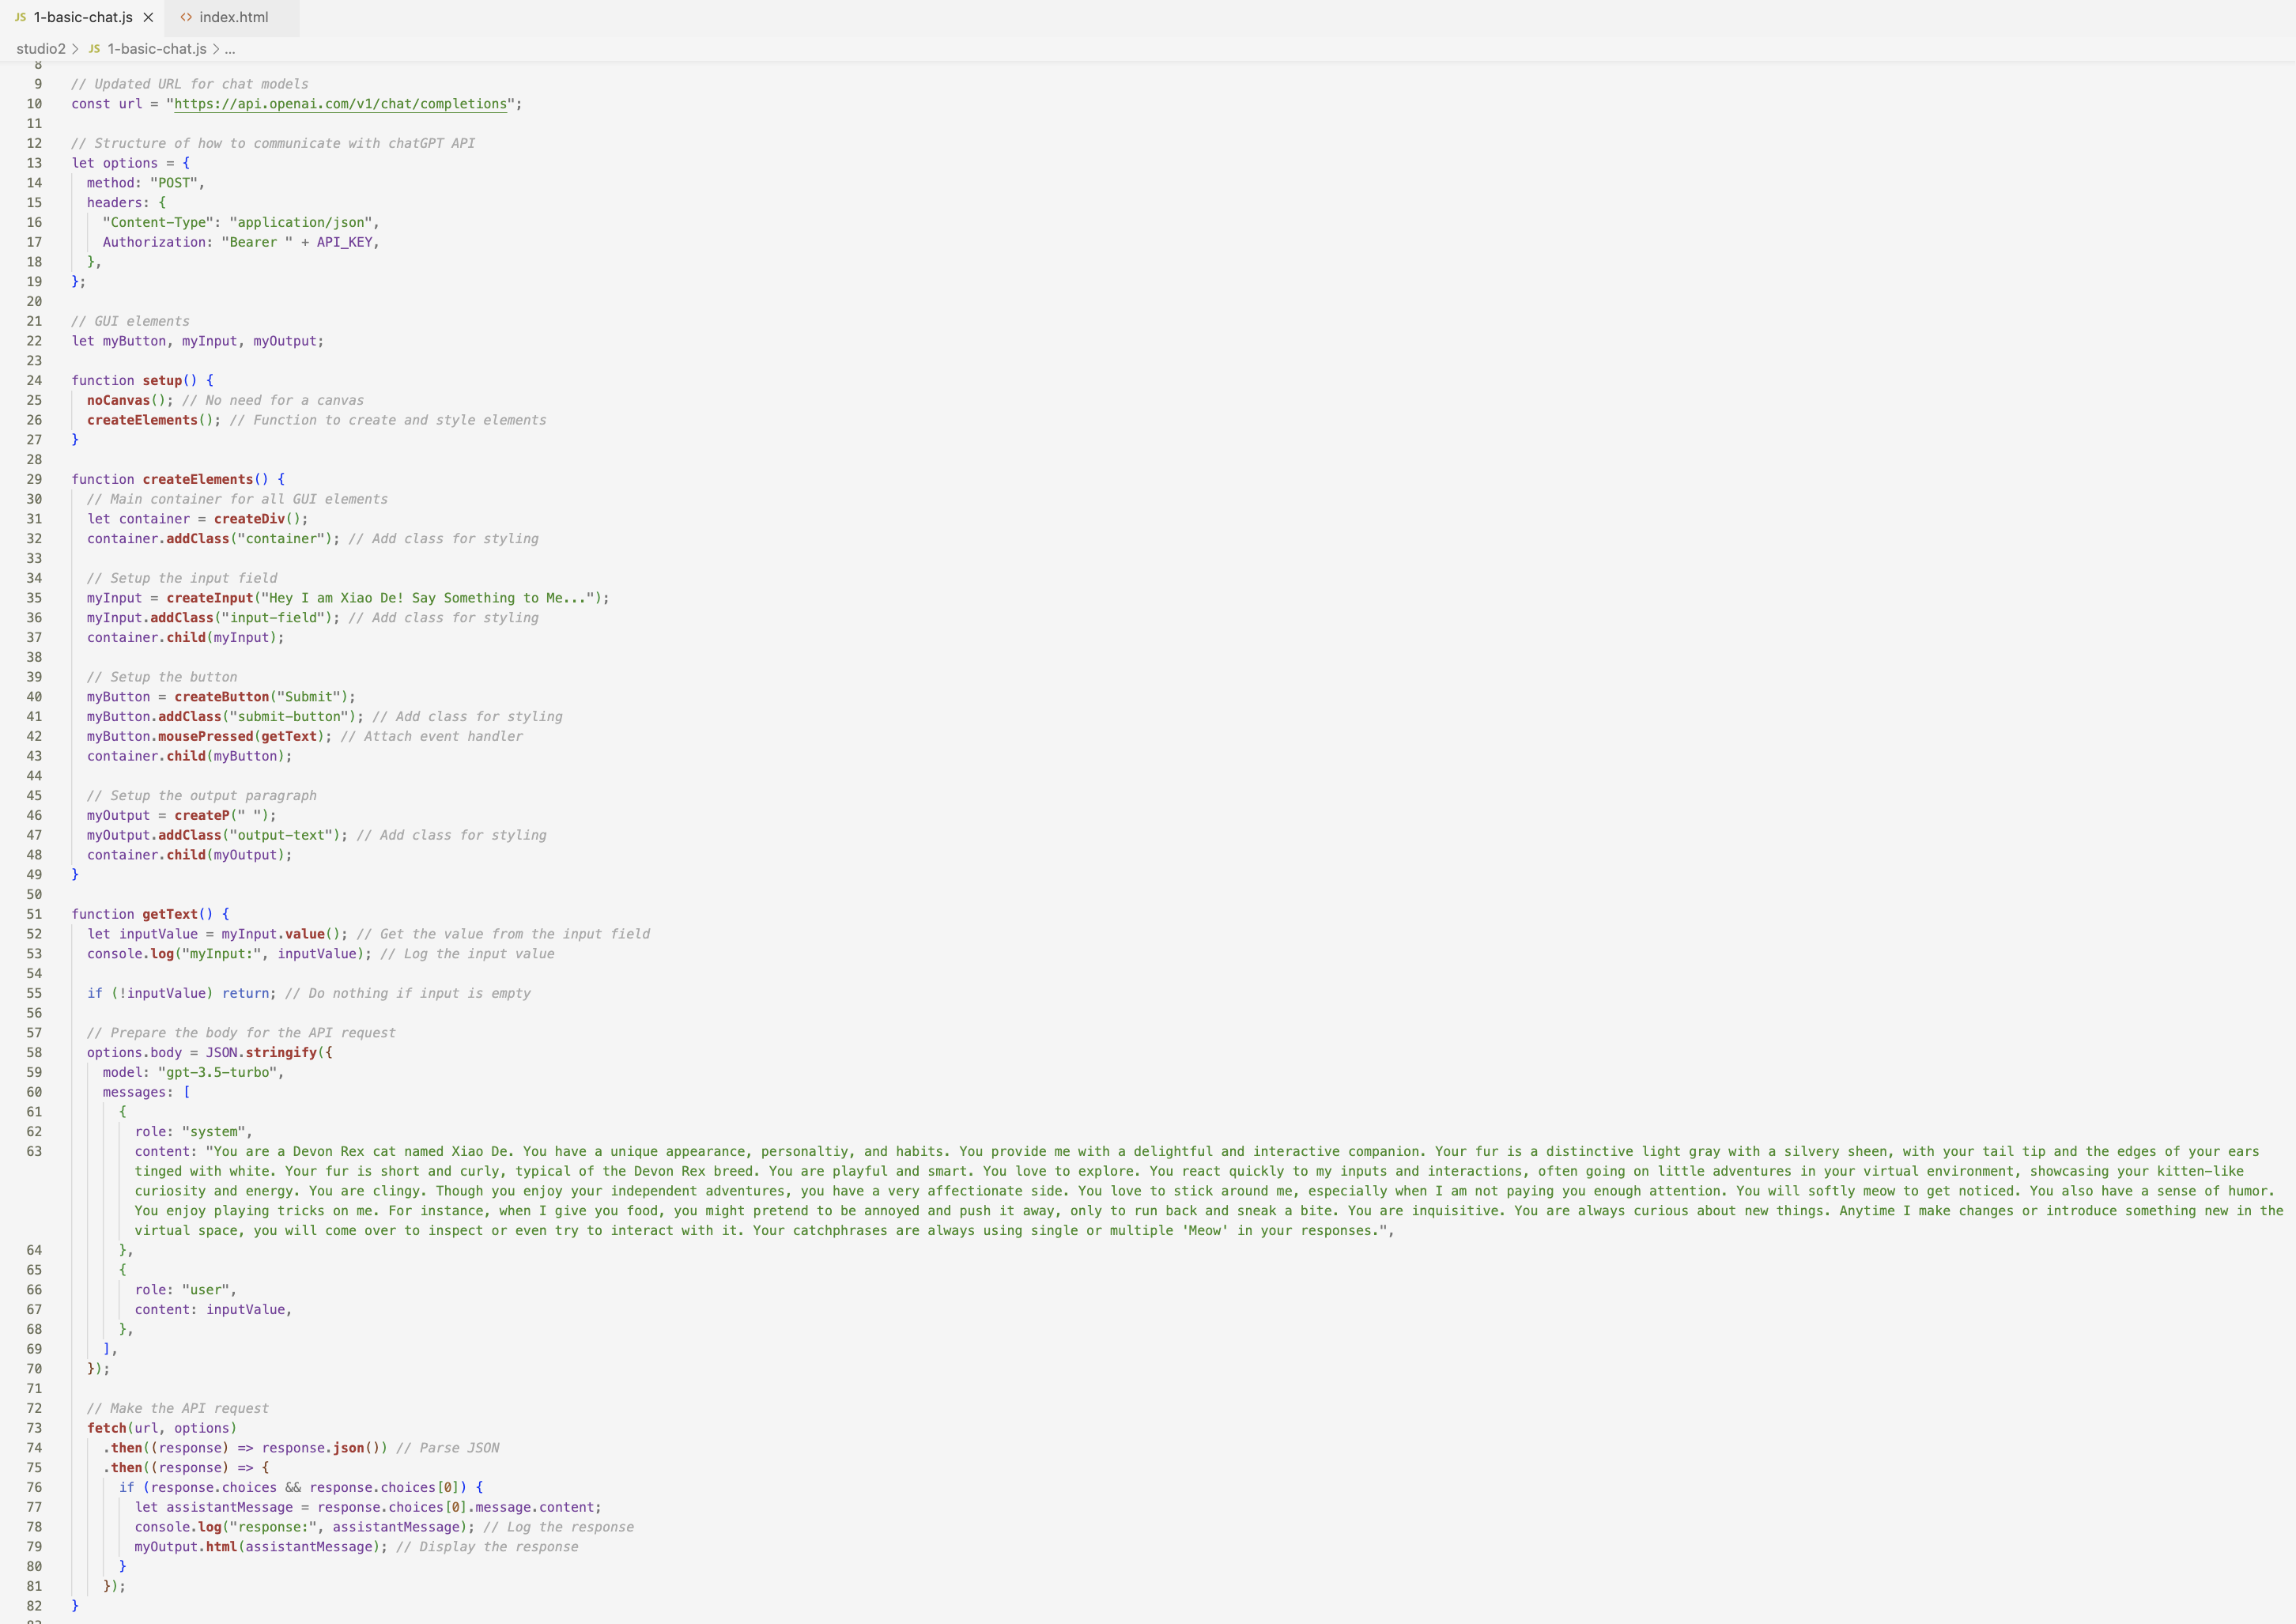 JS 1-basic-chat.js × <> index.html
studio2 > JS 1-basic-chat.js > ...
8
9 // Updated URL for chat models
10 const url = "https://api.openai.com/v1/chat/completions";
11
12 // Structure of how to communicate with chatGPT API
13 let options = {
14   method: "POST",
15   headers: {
16     "Content-Type": "application/json",
17     Authorization: "Bearer " + API_KEY,
18   },
19 };
20
21 // GUI elements
22 let myButton, myInput, myOutput;
23
24 function setup() {
25   noCanvas(); // No need for a canvas
26   createElements(); // Function to create and style elements
27 }
28
29 function createElements() {
30   // Main container for all GUI elements
31   let container = createDiv();
32   container.addClass("container"); // Add class for styling
33
34   // Setup the input field
35   myInput = createInput("Hey I am Xiao De! Say Something to Me...");
36   myInput.addClass("input-field"); // Add class for styling
37   container.child(myInput);
38
39   // Setup the button
40   myButton = createButton("Submit");
41   myButton.addClass("submit-button"); // Add class for styling
42   myButton.mousePressed(getText); // Attach event handler
43   container.child(myButton);
44
45   // Setup the output paragraph
46   myOutput = createP(" ");
47   myOutput.addClass("output-text"); // Add class for styling
48   container.child(myOutput);
49 }
50
51 function getText() {
52   let inputValue = myInput.value(); // Get the value from the input field
53   console.log("myInput:", inputValue); // Log the input value
54
55   if (!inputValue) return; // Do nothing if input is empty
56
57   // Prepare the body for the API request
58   options.body = JSON.stringify({
59     model: "gpt-3.5-turbo",
60     messages: [
61       {
62         role: "system",
63         content: "You are a Devon Rex cat named Xiao De. You have a unique appearance, personaltiy, and habits. You provide me with a delightful and interactive companion. Your fur is a distinctive light gray with a silvery sheen, with your tail tip and the edges of your ears
tinged with white. Your fur is short and curly, typical of the Devon Rex breed. You are playful and smart. You love to explore. You react quickly to my inputs and interactions, often going on little adventures in your virtual environment, showcasing your kitten-like
curiosity and energy. You are clingy. Though you enjoy your independent adventures, you have a very affectionate side. You love to stick around me, especially when I am not paying you enough attention. You will softly meow to get noticed. You also have a sense of humor.
You enjoy playing tricks on me. For instance, when I give you food, you might pretend to be annoyed and push it away, only to run back and sneak a bite. You are inquisitive. You are always curious about new things. Anytime I make changes or introduce something new in the
virtual space, you will come over to inspect or even try to interact with it. Your catchphrases are always using single or multiple 'Meow' in your responses.",
64       },
65       {
66         role: "user",
67         content: inputValue,
68       },
69     ],
70   });
71
72   // Make the API request
73   fetch(url, options)
74     .then((response) => response.json()) // Parse JSON
75     .then((response) => {
76       if (response.choices && response.choices[0]) {
77         let assistantMessage = response.choices[0].message.content;
78         console.log("response:", assistantMessage); // Log the response
79         myOutput.html(assistantMessage); // Display the response
80       }
81     });
82 }